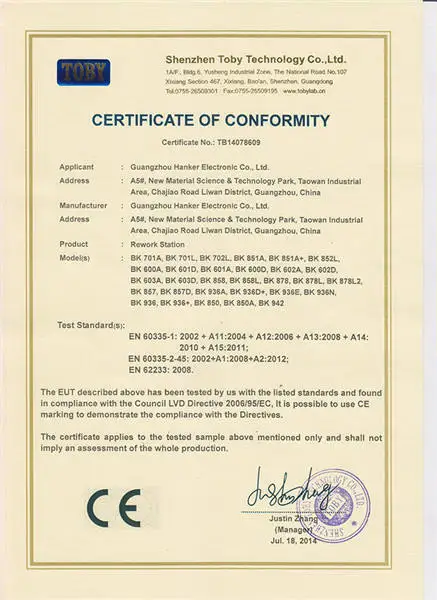 TOBY
Shenzhen Toby Technology Co.,Ltd.
1A/F., Bldg.6, Yusheng Industrial Zone, The National Road No.107
Xixiang Section 467, Xixiang, Bao'an, Shenzhen, Guangdong
Tel:0755-26509301 Fax:0755-26509195 www.tobylab.cn
CERTIFICATE OF CONFORMITY
Certificate No.: TB14078609
Applicant : Guangzhou Hanker Electronic Co., Ltd.
Address : A5#, New Material Science & Technology Park, Taowan Industrial
Area, Chajiao Road Liwan District, Guangzhou, China
Manufacturer : Guangzhou Hanker Electronic Co., Ltd.
Address : A5#, New Material Science & Technology Park, Taowan Industrial
Area, Chajiao Road Liwan District, Guangzhou, China
Product : Rework Station
Model(s) : BK 701A, BK 701L, BK 702L, BK 851A, BK 851A+, BK 852L,
BK 600A, BK 601D, BK 601A, BK 600D, BK 602A, BK 602D,
BK 603A, BK 603D, BK 858, BK 858L, BK 878, BK 878L, BK 878L2,
BK 857, BK 857D, BK 936A, BK 936D+, BK 936E, BK 936N,
BK 936, BK 936+, BK 850, BK 850A, BK 942
Test Standard(s):
EN 60335-1: 2002 + A11:2004 + A12:2006 + A13:2008 + A14:
2010 + A15:2011;
EN 60335-2-45: 2002+A1:2008+A2:2012;
EN 62233: 2008.
The EUT described above has been tested by us with the listed standards and found
in compliance with the Council LVD Directive 2006/95/EC, It is possible to use CE
marking to demonstrate the compliance with the Directives.
The certificate applies to the tested sample above mentioned only and shall not
imply an assessment of the whole production.
CE
Justin Zhang
(Manager)
Jul. 18, 2014